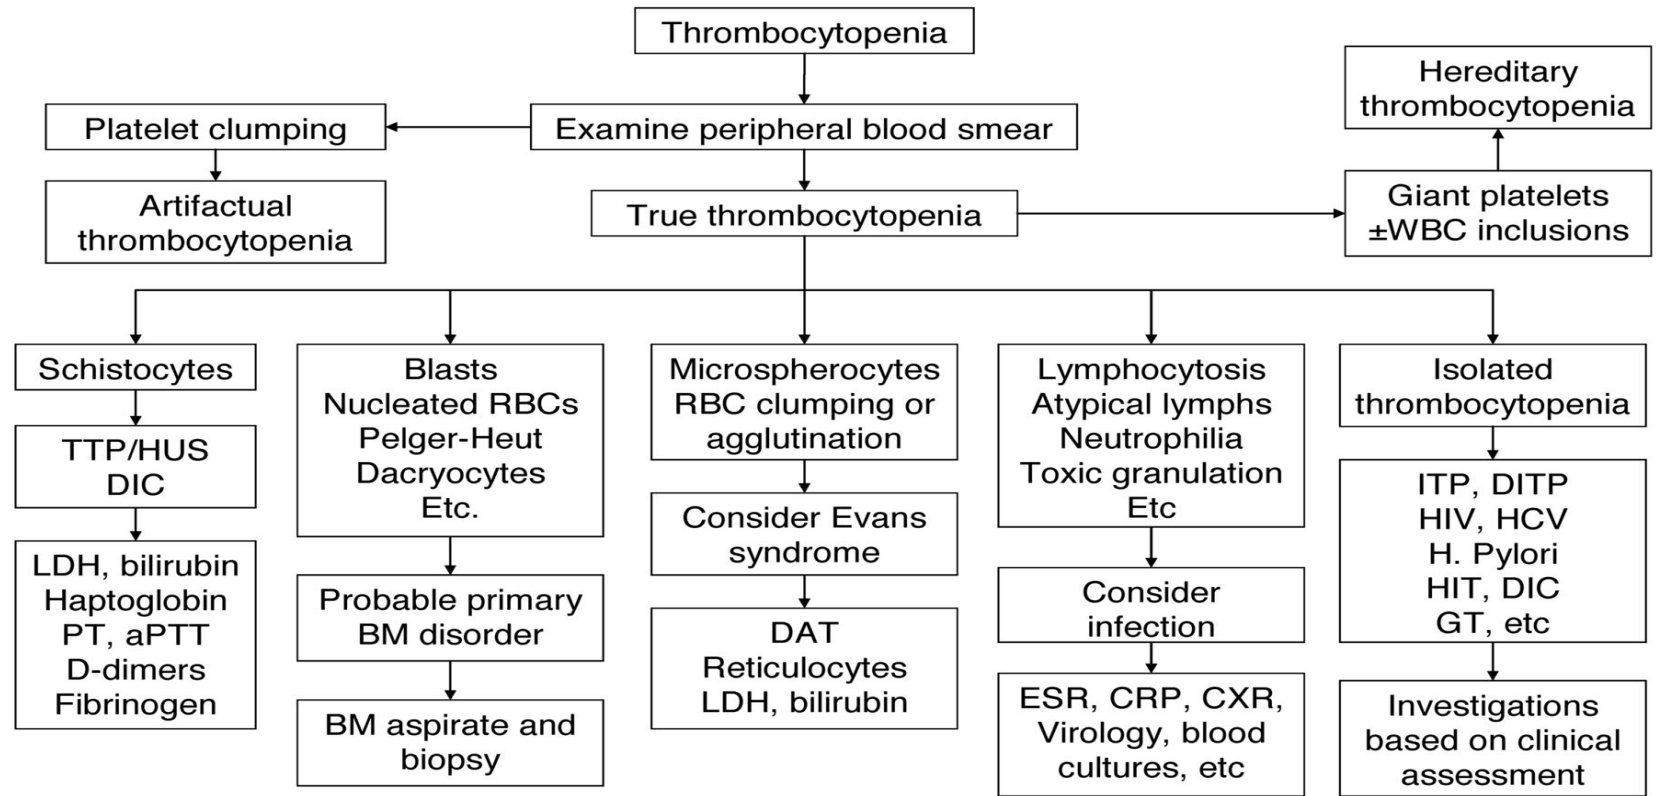 Thrombocytopenia
Examine peripheral blood smear
Platelet clumping
Artifactual
thrombocytopenia
True thrombocytopenia
Hereditary
thrombocytopenia
Giant platelets
±WBC inclusions
Schistocytes
TTP/HUS
DIC
LDH, bilirubin
Haptoglobin
PT, aPTT
D-dimers
Fibrinogen
Blasts
Nucleated RBCs
Pelger-Heut
Dacryocytes
Etc.
Probable primary
BM disorder
BM aspirate and
biopsy
Microspherocytes
RBC clumping or
agglutination
Consider Evans
syndrome
DAT
Reticulocytes
LDH, bilirubin
Lymphocytosis
Atypical lymphs
Neutrophilia
Toxic granulation
Etc
Consider
infection
ESR, CRP, CXR,
Virology, blood
cultures, etc
Isolated
thrombocytopenia
ITP, DITP
HIV, HCV
H. Pylori
HIT, DIC
GT, etc
Investigations
based on clinical
assessment